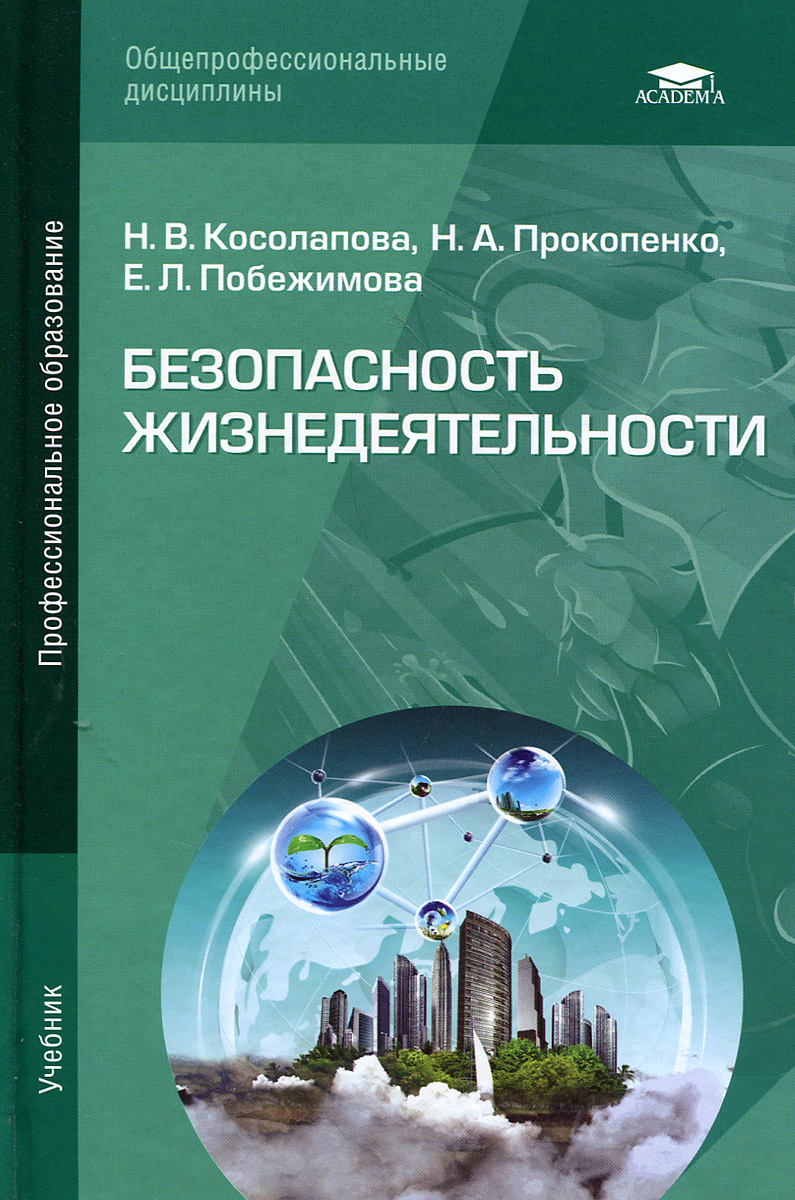 Общепрофессиональные
дисциплины
ACADEMA
Н. В. Косолапова, Н. А. Прокопенко,
Е. Л. Побежимова
БЕЗОПАСНОСТЬ
ЖИЗНЕДЕЯТЕЛЬНОСТИ
Профессиональное образование
Учебник